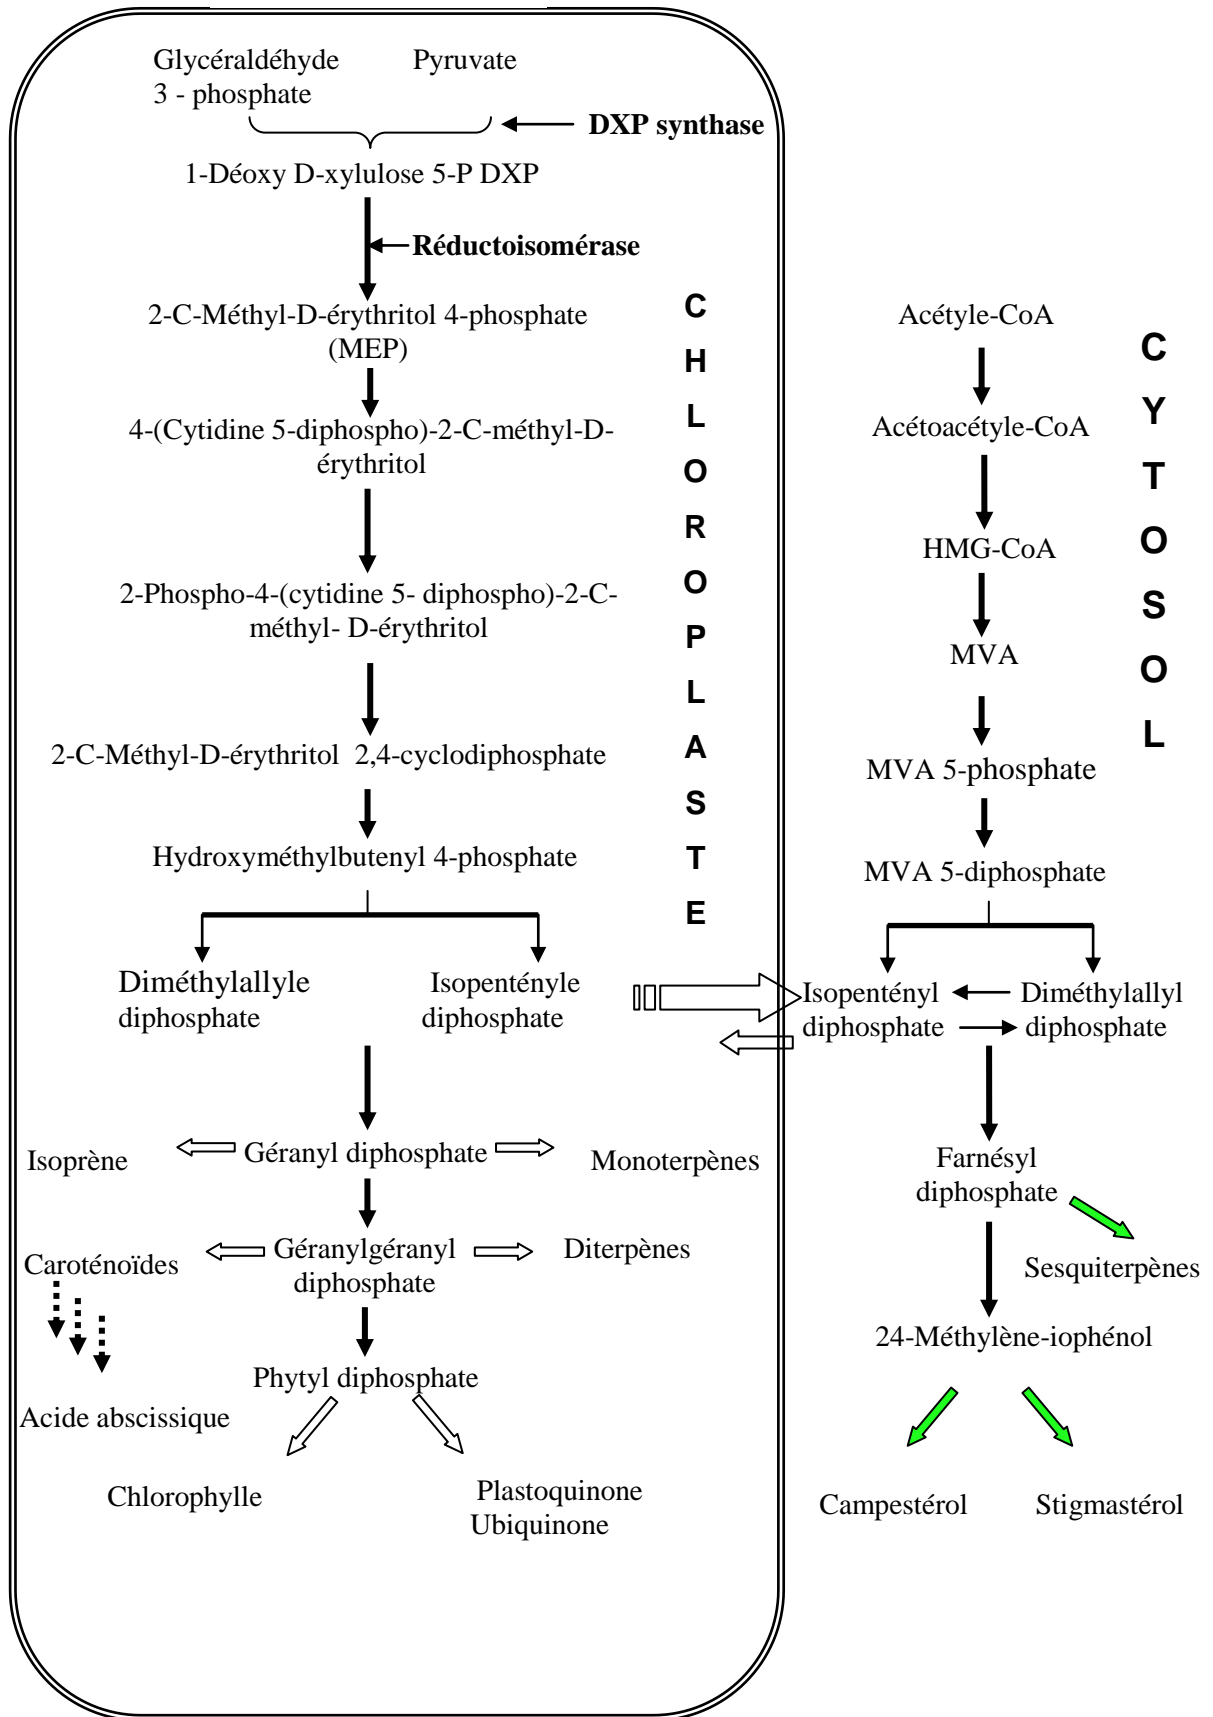 Glycéraldéhyde
3 - phosphate
Pyruvate
DXP synthase
1-Déoxy D-xylulose 5-P DXP
Réductoisomérase
2-C-Méthyl-D-érythritol 4-phosphate
(MEP)
4-(Cytidine 5-diphospho)-2-C-méthyl-D-
érythritol
2-Phospho-4-(cytidine 5- diphospho)-2-C-
méthyl- D-érythritol
2-C-Méthyl-D-érythritol 2,4-cyclodiphosphate
Hydroxyméthylbutenyl 4-phosphate
Diméthylallyle
diphosphate
Isopentényle
diphosphate
Isoprène
Géranyl diphosphate
Monoterpènes
Caroténoïdes
Géranylgéranyl
diphosphate
Diterpènes
Phytyl diphosphate
Acide abscissique
Chlorophylle
Plastoquinone
Ubiquinone
CHLOROPLASTE
Acétyle-CoA
Acétoacétyle-CoA
HMG-CoA
MVA
MVA 5-phosphate
MVA 5-diphosphate
Isopentényl
diphosphate
Diméthylallyl
diphosphate
Farnésyl
diphosphate
Sesquiterpènes
24-Méthylène-iophénol
Campestérol
Stigmastérol
CYTOSOL